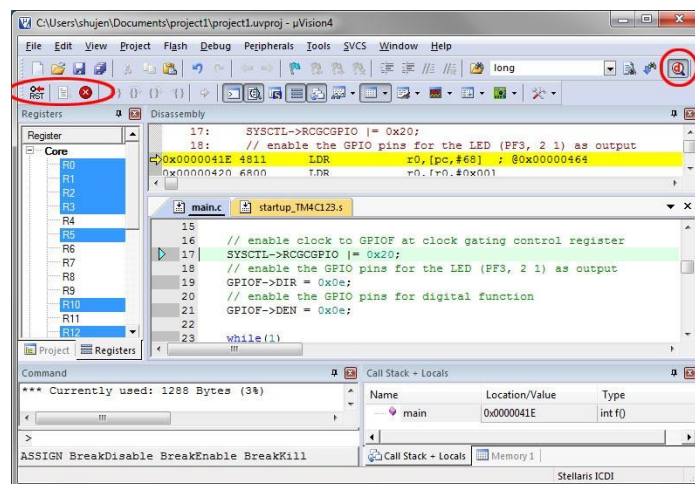 C:\Users\shujen\Documents\project1\project1.uvproj - µVision4
File Edit View Project Flash Debug Peripherals Tools SVCS Window Help
long
RST
Registers
Disassembly
Register
Core
R0
R1
R2
R3
R4
R5
R6
R7
R8
R9
R10
R11
R12
Project Registers
17: SYSCTL->RCGCGPIO |= 0x20;
18: // enable the GPIO pins for the LED (PF3, 2 1) as output
0x0000041E 4811 LDR r0,[pc,#68] ; @0x00000464
0x00000420 6800 LDR r0,[r0,#0x00]
main.c startup_TM4C123.s
15
16 // enable clock to GPIOF at clock gating control register
17 SYSCTL->RCGCGPIO |= 0x20;
18 // enable the GPIO pins for the LED (PF3, 2 1) as output
19 GPIOF->DIR = 0x0e;
20 // enable the GPIO pins for digital function
21 GPIOF->DEN = 0x0e;
22
23 while(1)
Command
*** Currently used: 1288 Bytes (3%)
>
ASSIGN BreakDisable BreakEnable BreakKill
Call Stack + Locals
Name Location/Value Type
main 0x0000041E int f()
Call Stack + Locals Memory 1
Stellaris ICDI